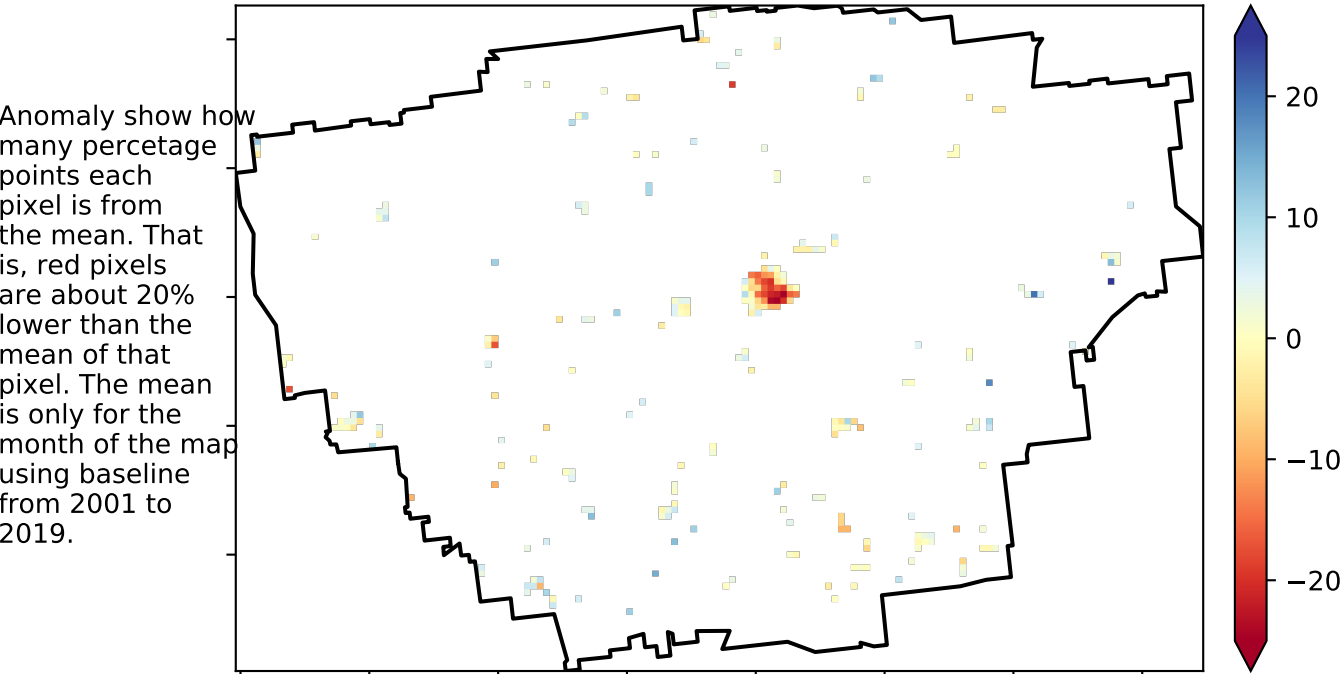 Anomaly show how
many percetage
points each
pixel is from
the mean. That
is, red pixels
are about 20%
lower than the
mean of that
pixel. The mean
is only for the
month of the map
using baseline
from 2001 to
2019.
20
10
0
−10
−20